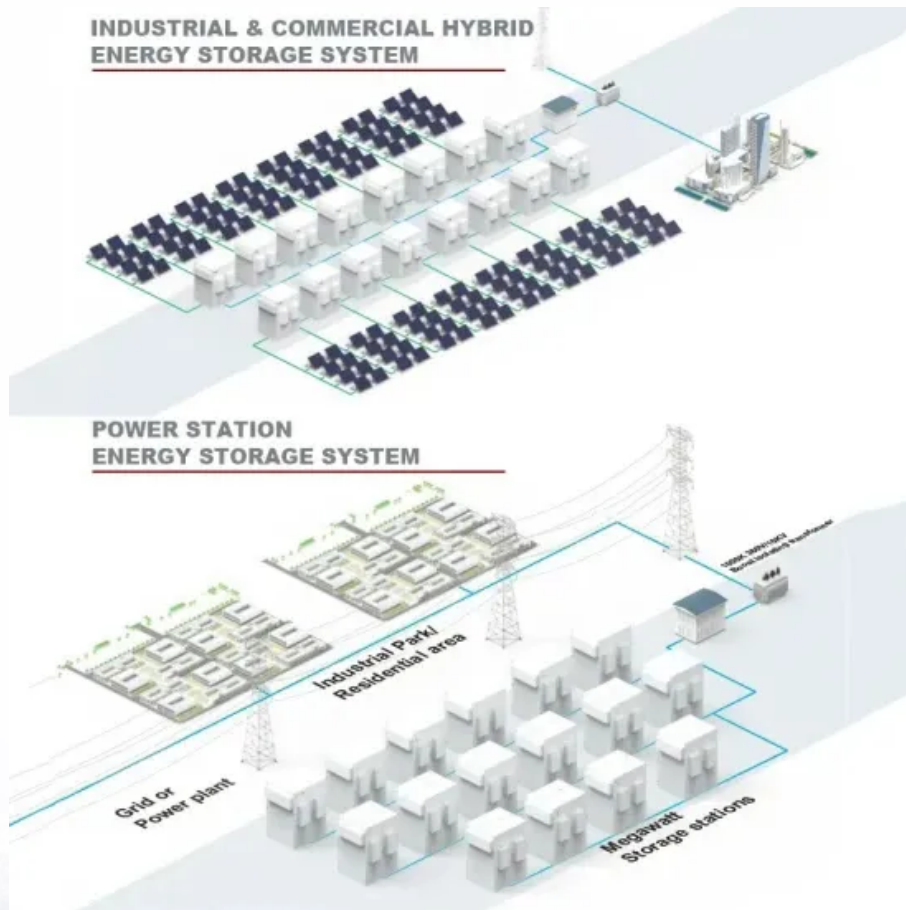 INDUSTRIAL & COMMERCIAL HYBRID
ENERGY STORAGE SYSTEM
POWER STATION
ENERGY STORAGE SYSTEM
Industrial Park/
Residential area
Grid or
Power plant
Megawatt
Storage stations